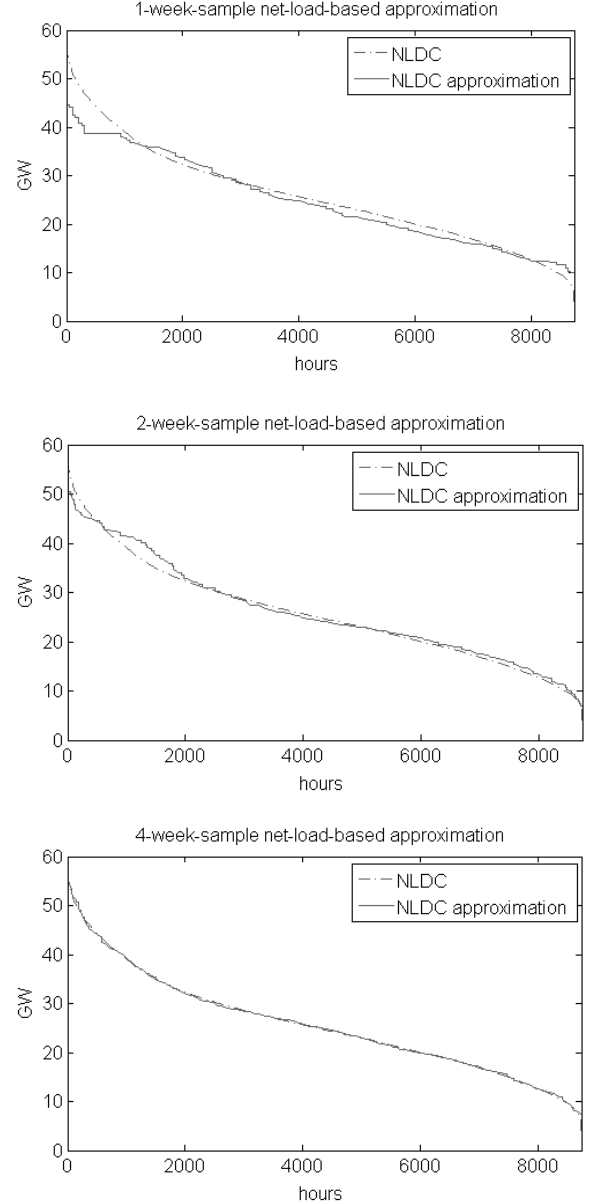 1-week-sample net-load-based approximation
60
NLDC
50
NLDC approximation
40
GW
30
20
10
0
0 2000 4000 6000 8000
hours
2-week-sample net-load-based approximation
60
NLDC
50
NLDC approximation
40
GW
30
20
10
0
0 2000 4000 6000 8000
hours
4-week-sample net-load-based approximation
60
NLDC
50
NLDC approximation
40
GW
30
20
10
0
0 2000 4000 6000 8000
hours